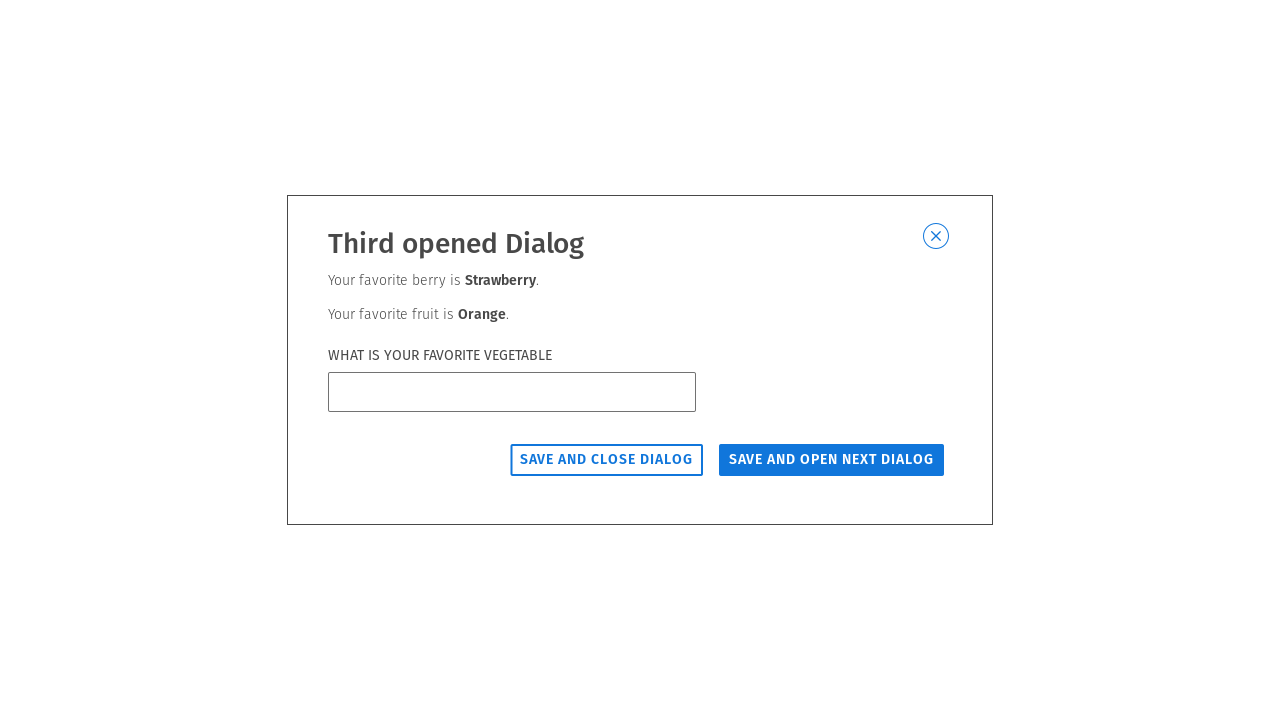 Third opened Dialog
Your favorite berry is Strawberry.
Your favorite fruit is Orange.
WHAT IS YOUR FAVORITE VEGETABLE
SAVE AND CLOSE DIALOG SAVE AND OPEN NEXT DIALOG